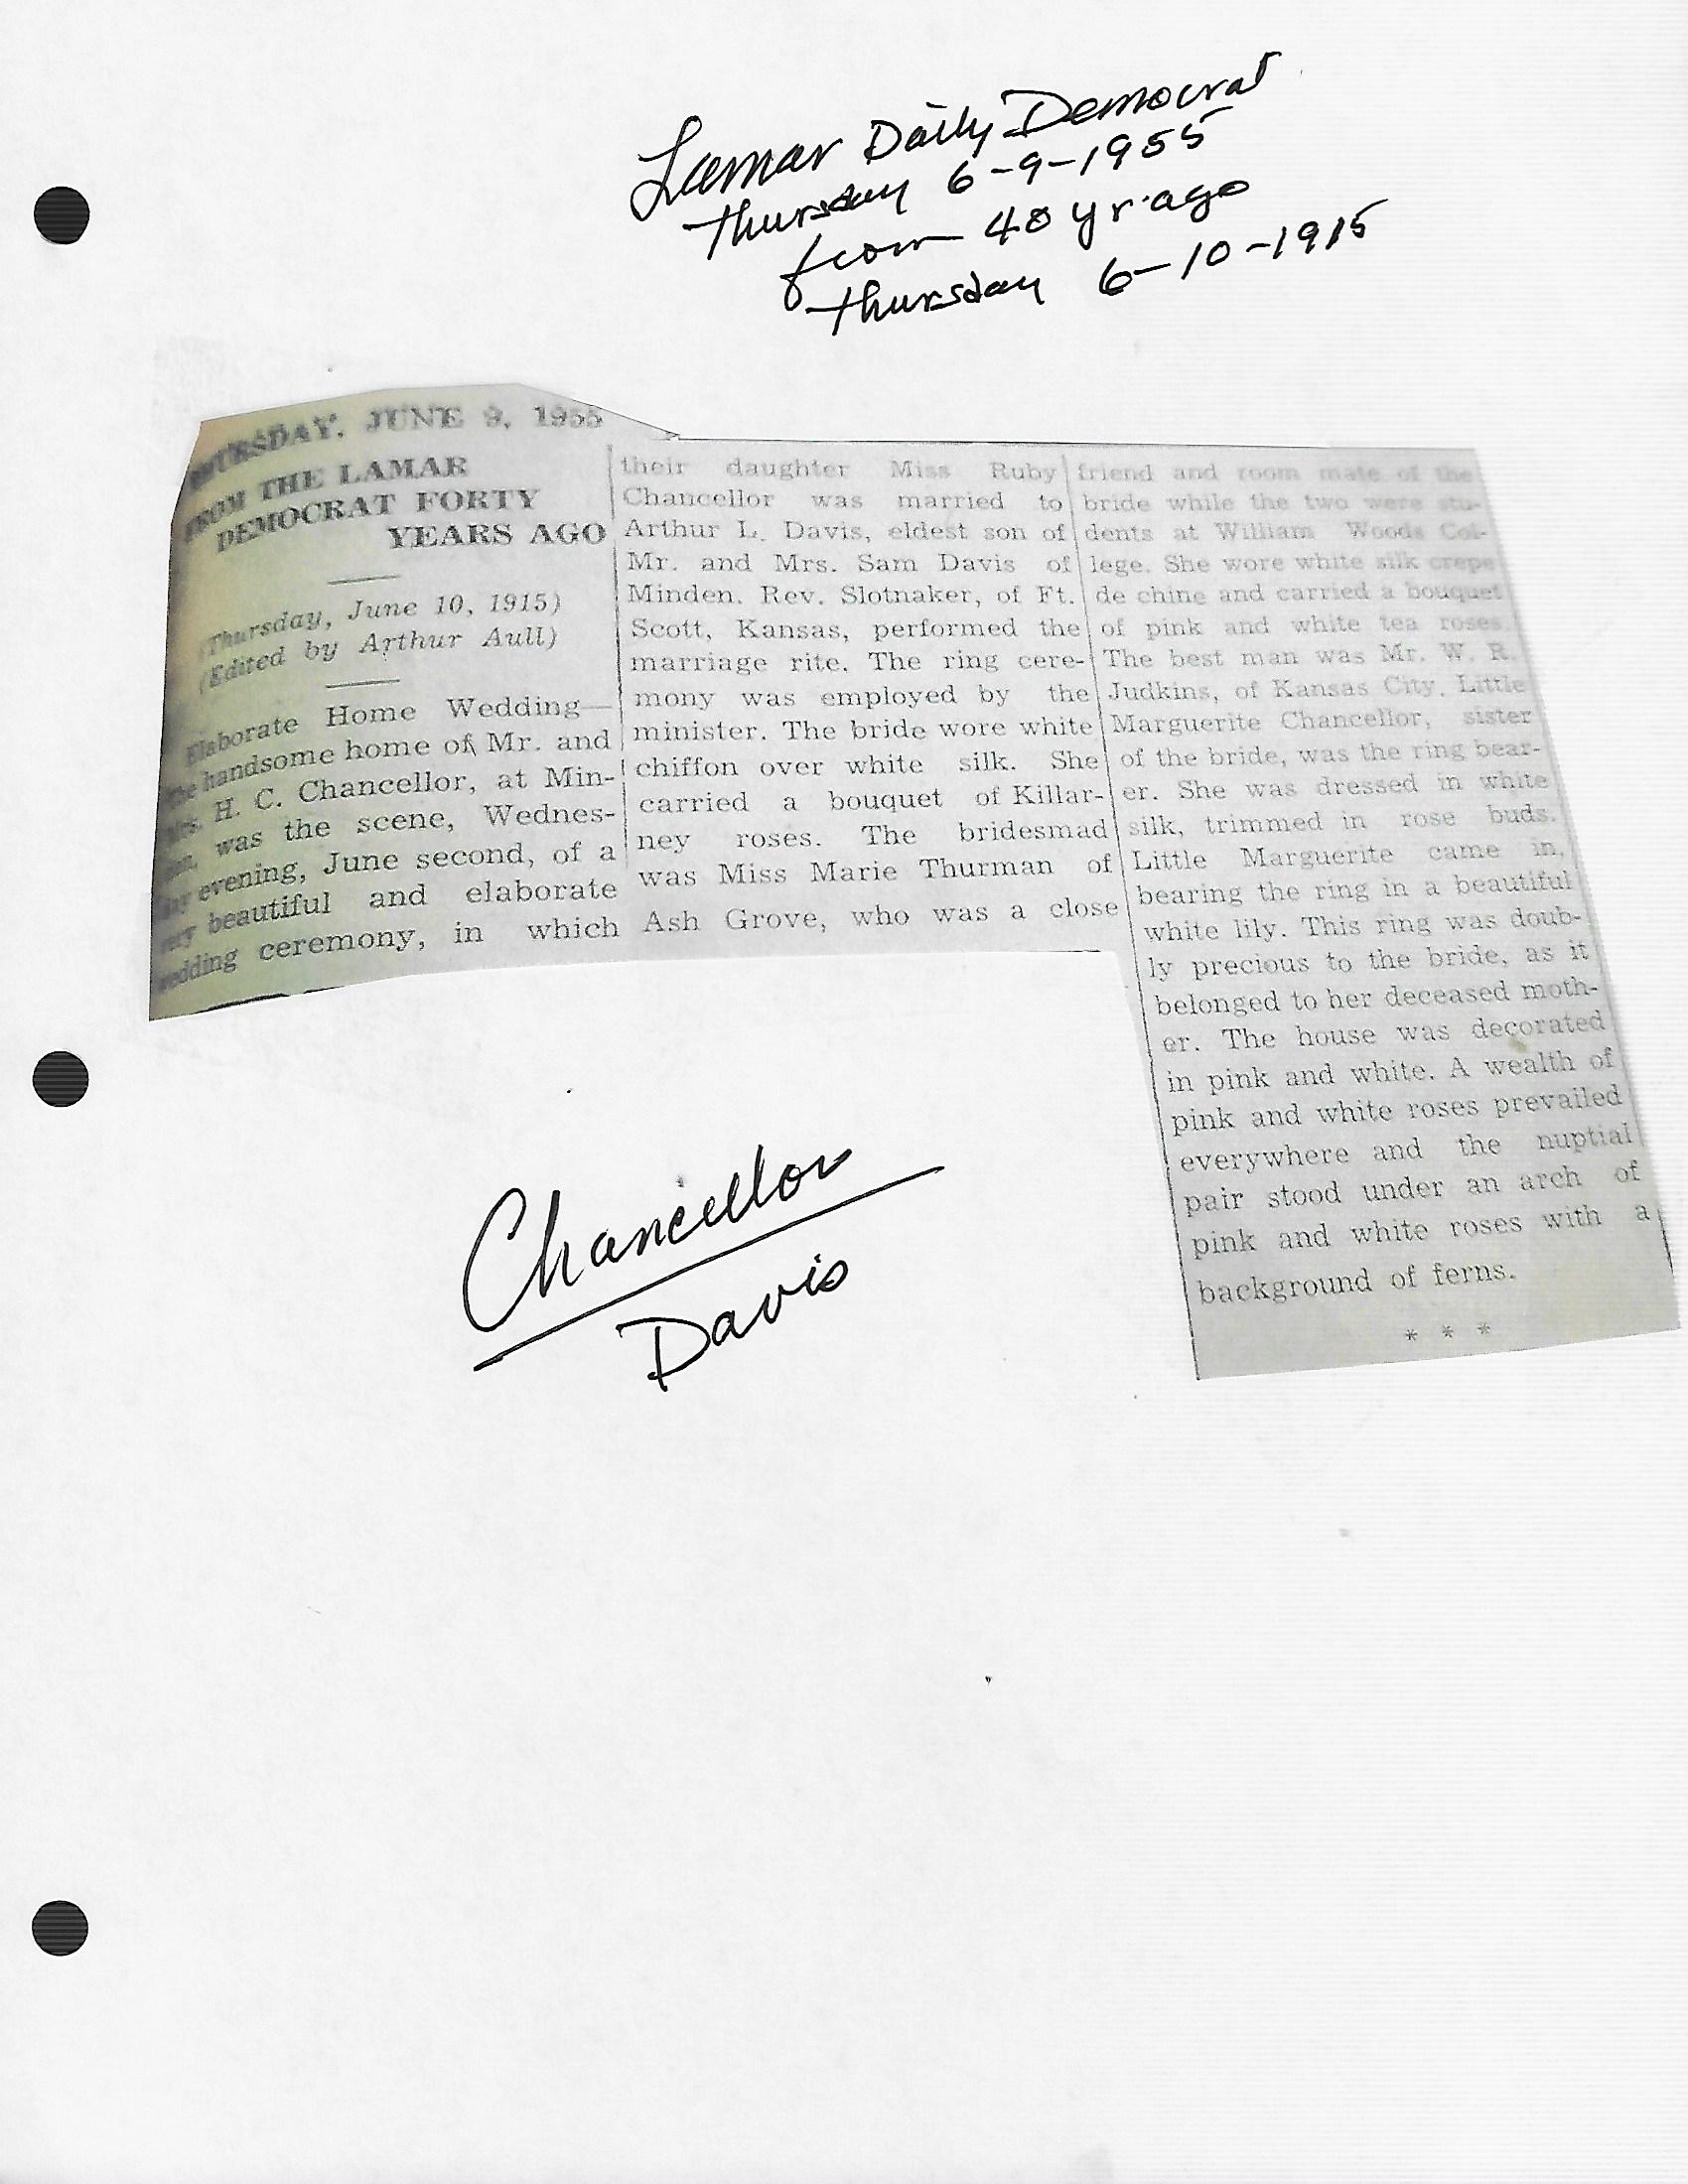 Lamar Daily Democrat
Thursday 6-9-1955
from 40 yr ago
Thursday 6-10-1915
THURSDAY, JUNE 9, 1955
FROM THE LAMAR
DEMOCRAT FORTY
YEARS AGO
(Thursday, June 10, 1915)
(Edited by Arthur Aull)
Elaborate Home Wedding—
The handsome home of Mr. and
Mrs. H. C. Chancellor, at Min-
den, was the scene, Wednes-
day evening, June second, of a
very beautiful and elaborate
wedding ceremony, in which
their daughter Miss Ruby
Chancellor was married to
Arthur L. Davis, eldest son of
Mr. and Mrs. Sam Davis of
Minden. Rev. Slotnaker, of Ft.
Scott, Kansas, performed the
marriage rite. The ring cere-
mony was employed by the
minister. The bride wore white
chiffon over white silk. She
carried a bouquet of Killar-
ney roses. The bridesmad
was Miss Marie Thurman of
Ash Grove, who was a close
friend and room mate of the
bride while the two were stu-
dents at William Woods Col-
lege. She wore white silk crepe
de chine and carried a bouquet
of pink and white tea roses.
The best man was Mr. W. R.
Judkins, of Kansas City. Little
Marguerite Chancellor, sister
of the bride, was the ring bear-
er. She was dressed in white
silk, trimmed in rose buds.
Little Marguerite came in,
bearing the ring in a beautiful
white lily. This ring was doub-
ly precious to the bride, as it
belonged to her deceased moth-
er. The house was decorated
in pink and white. A wealth of
pink and white roses prevailed
everywhere and the nuptial
pair stood under an arch of
pink and white roses with a
background of ferns.
* * *
Chancellor
Davis